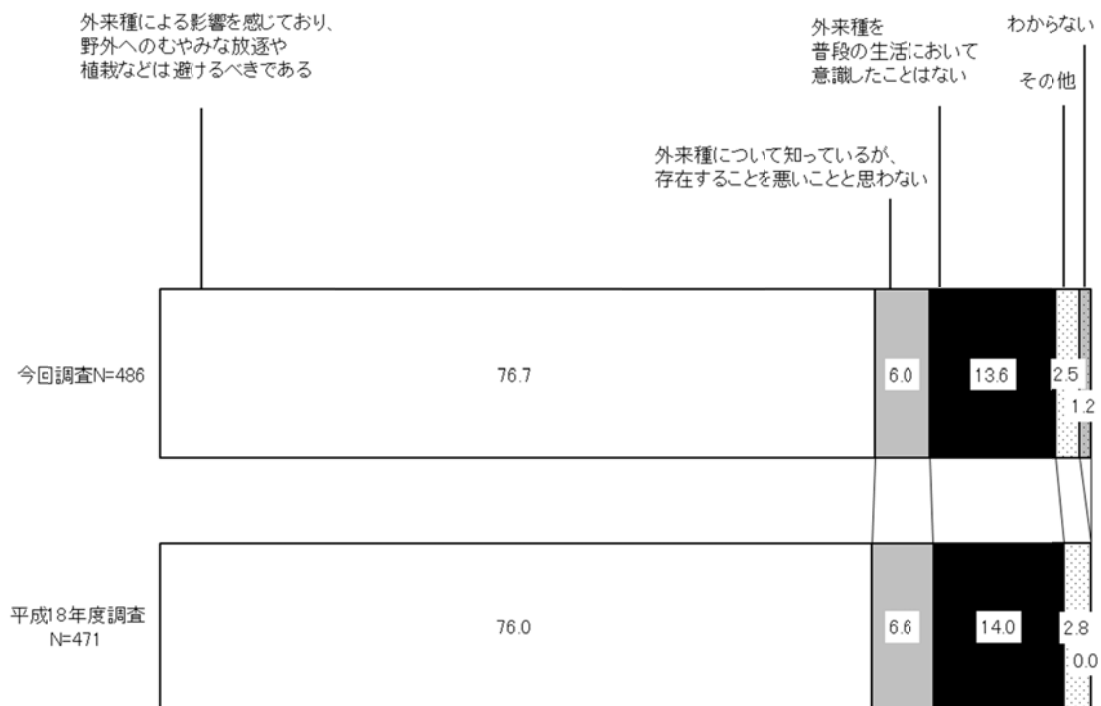 外来種による影響を感じており、
野外へのむやみな放逐や
植栽などは避けるべきである
外来種を
普段の生活において
意識したことはない
わからない
その他
外来種について知っているが、
存在することを悪いことと思わない
今回調査N=486
76.7
6.0
13.6
2.5
1.2
平成18年度調査
N=471
76.0
6.6
14.0
2.8
0.0